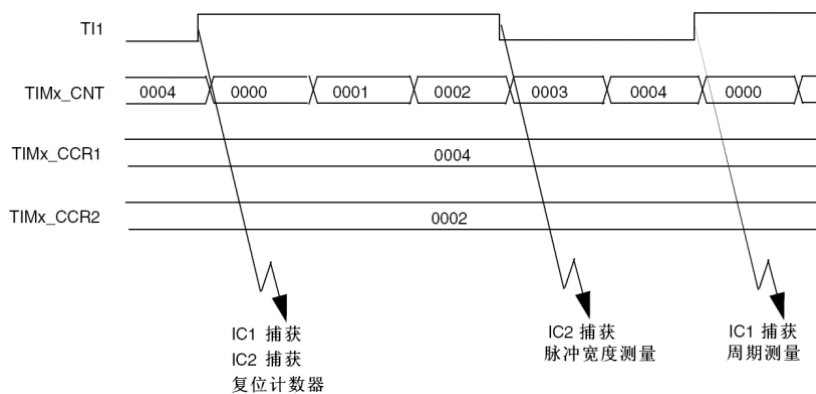 TI1
TIMx_CNT 0004 0000 0001 0002 0003 0004 0000
TIMx_CCR1 0004
TIMx_CCR2 0002
IC1 捕获
IC2 捕获
复位计数器
IC2 捕获
脉冲宽度测量
IC1 捕获
周期测量